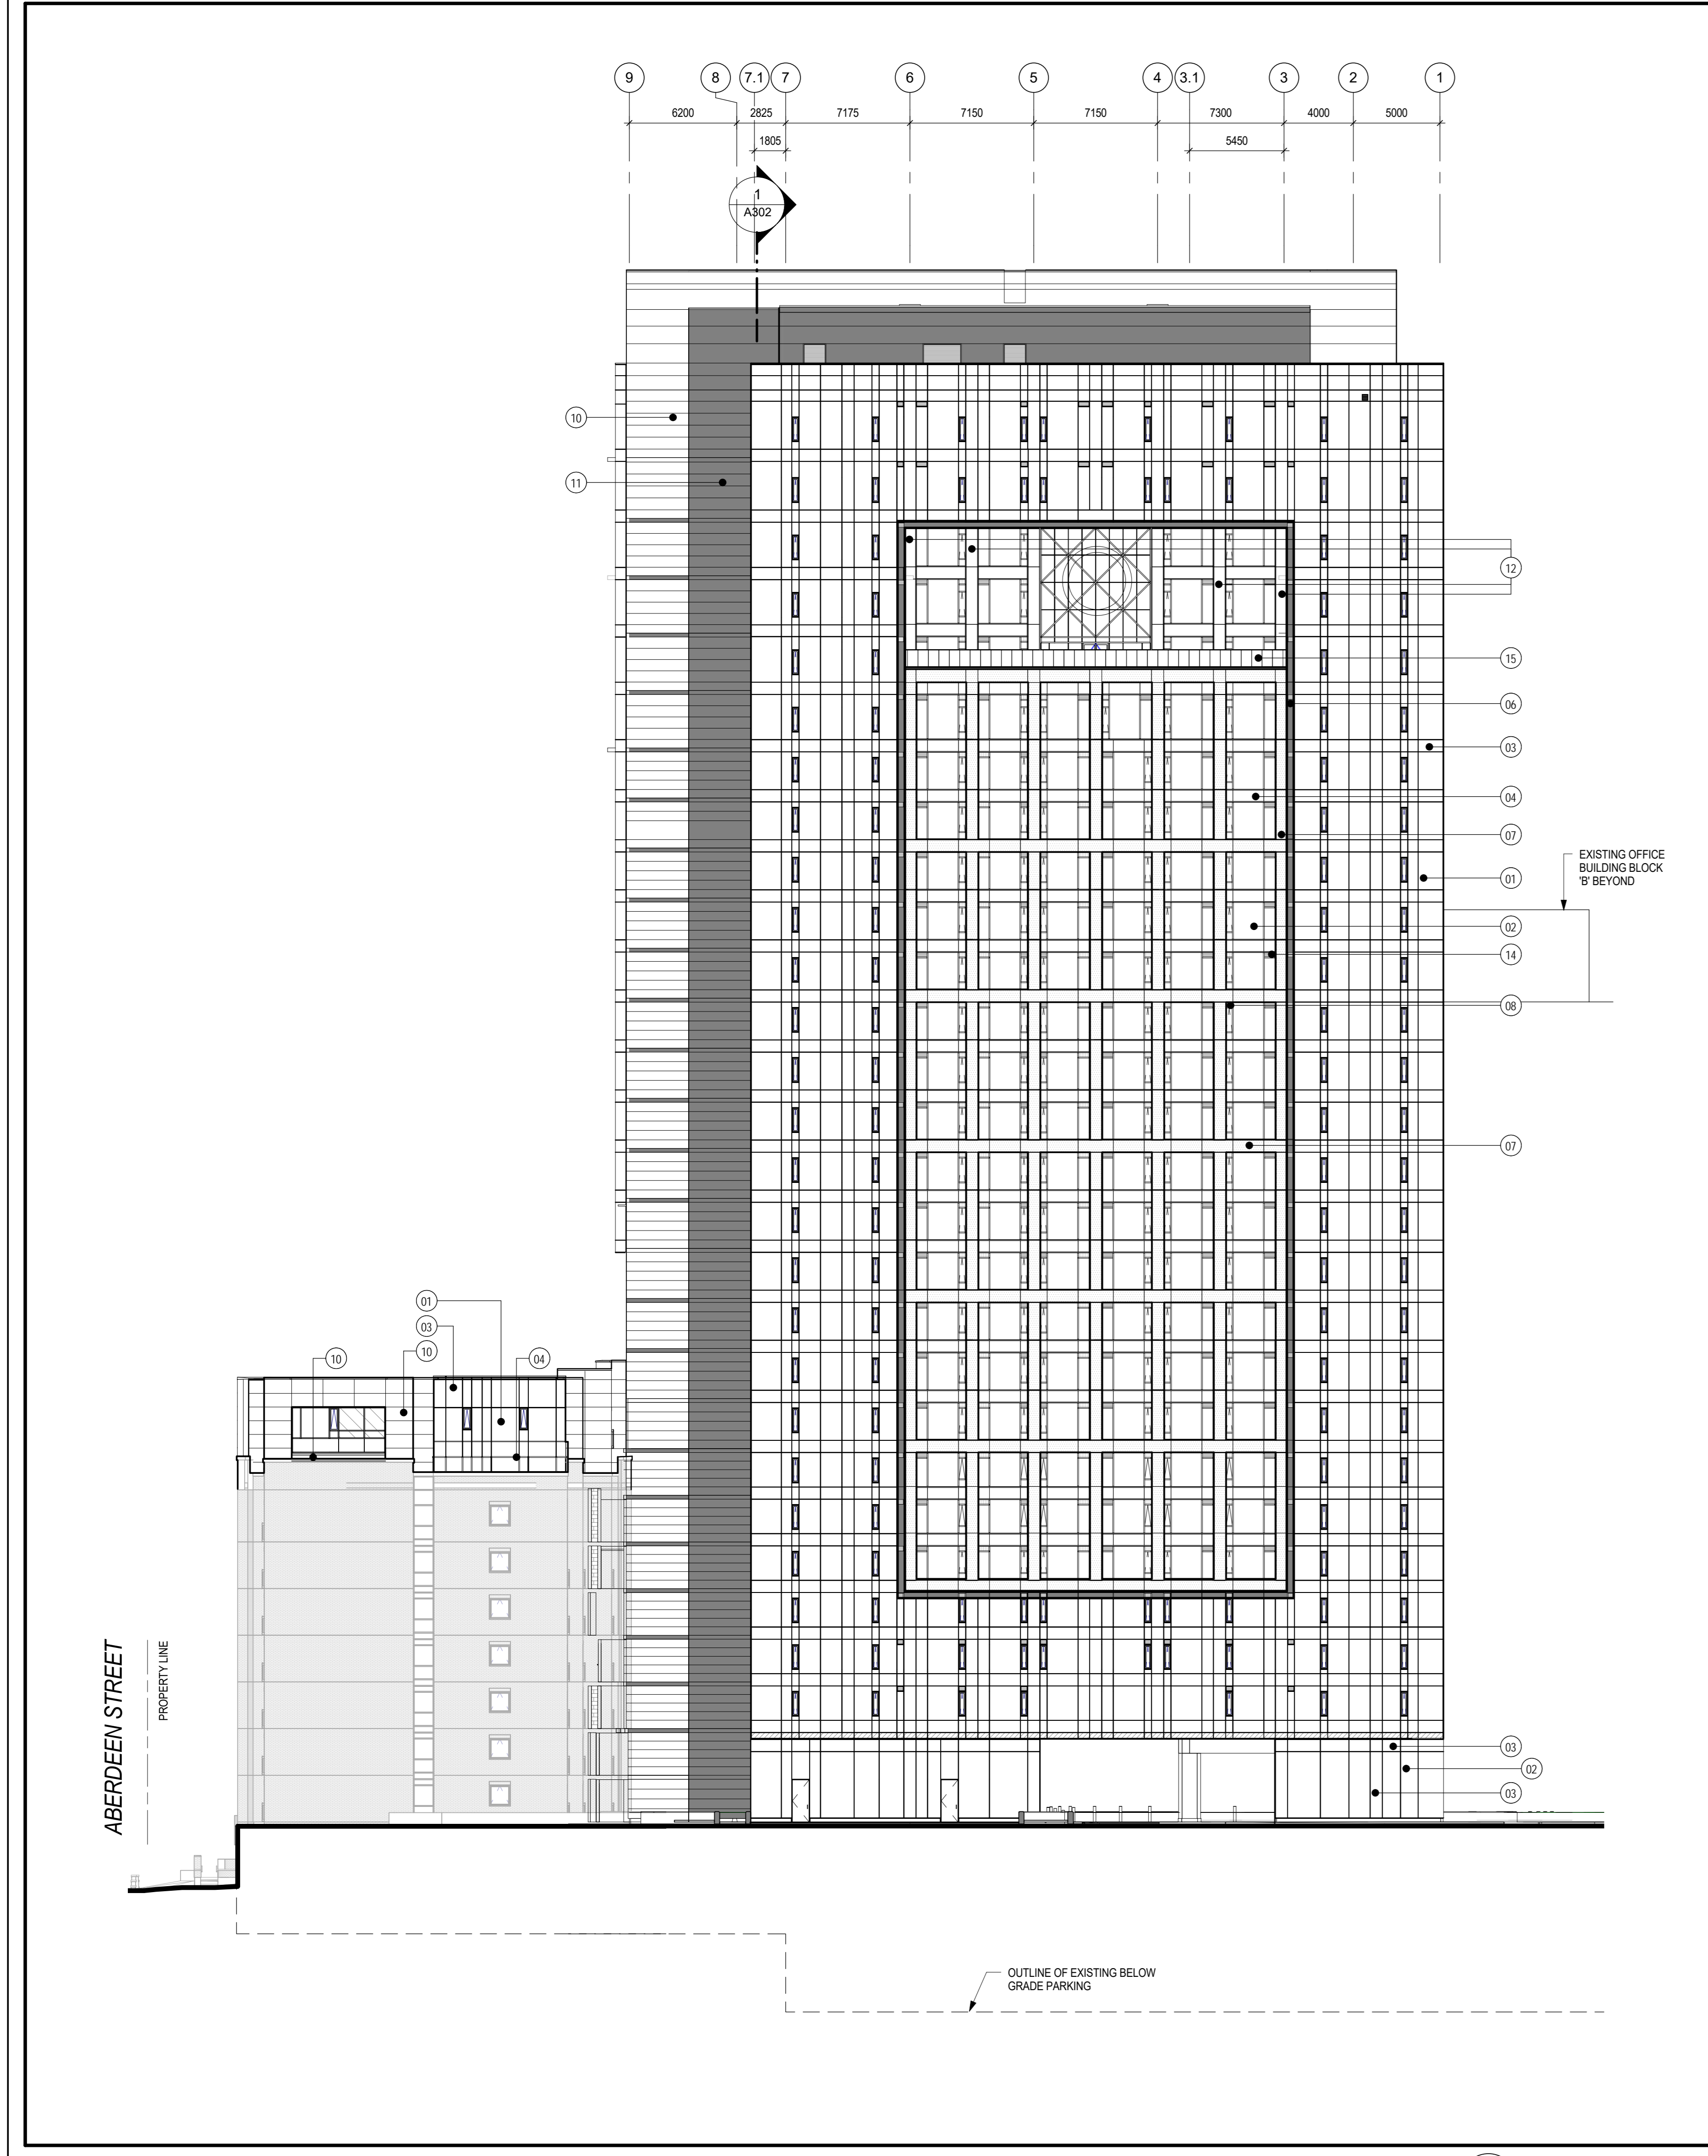 9 8 7.1 7 6 5 4 3.1 3 2 1
6200 2825 7175 7150 7150 7300 4000 5000
1805 5450
1
A302
10
11
12
15
06
03
04
07
EXISTING OFFICE
BUILDING BLOCK
'B' BEYOND
01
02
14
08
07
01
03
10
10
04
ABERDEEN STREET
PROPERTY LINE
03
02
03
OUTLINE OF EXISTING BELOW
GRADE PARKING